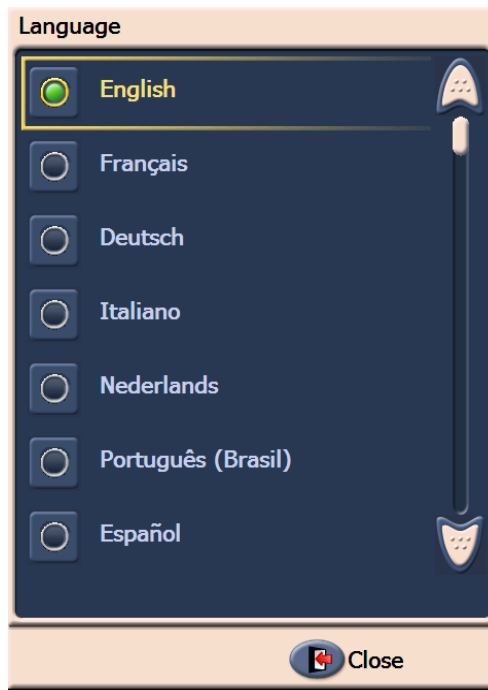 Language
English
Français
Deutsch
Italiano
Nederlands
Português (Brasil)
Español
Close